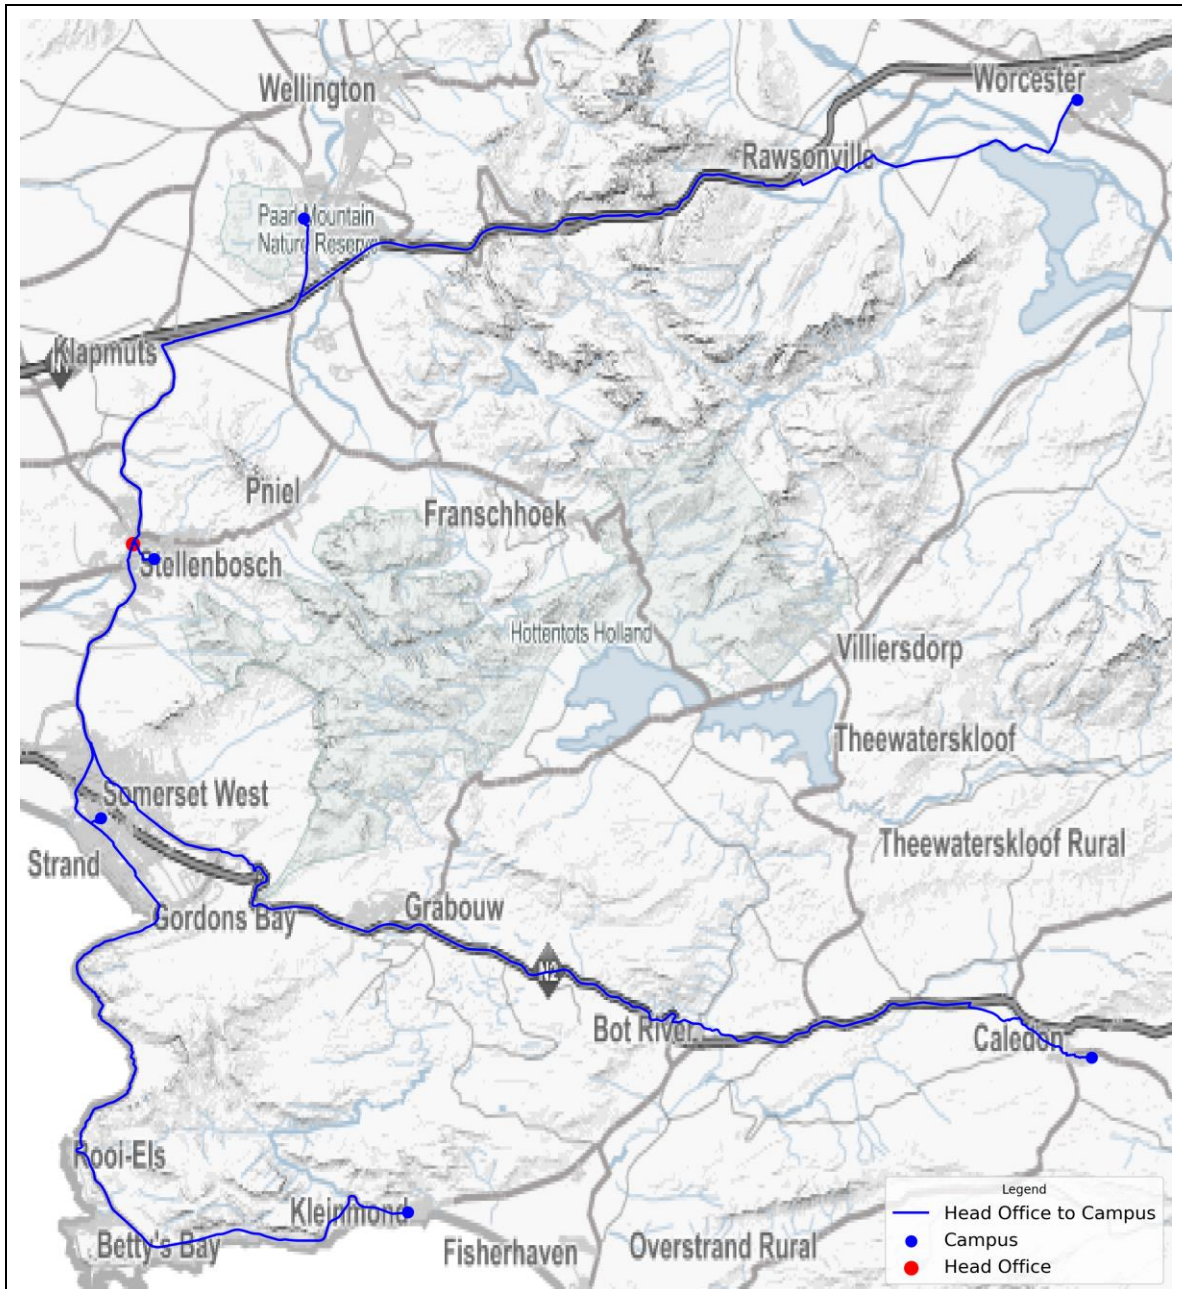 Wellington
Worcester
Rawsonville
Paarl Mountain
Nature Reserve
Klapmuts
Pniel
Franschhoek
Stellenbosch
Hottentots Holland
Villiersdorp
Theewaterskloof
Somerset West
Theewaterskloof Rural
Strand
Gordons Bay
Grabouw
N2
Bot River
Caledon
Rooi-Els
Kleinmond
Betty's Bay
Fisherhaven
Overstrand Rural
Legend
Head Office to Campus
Campus
Head Office